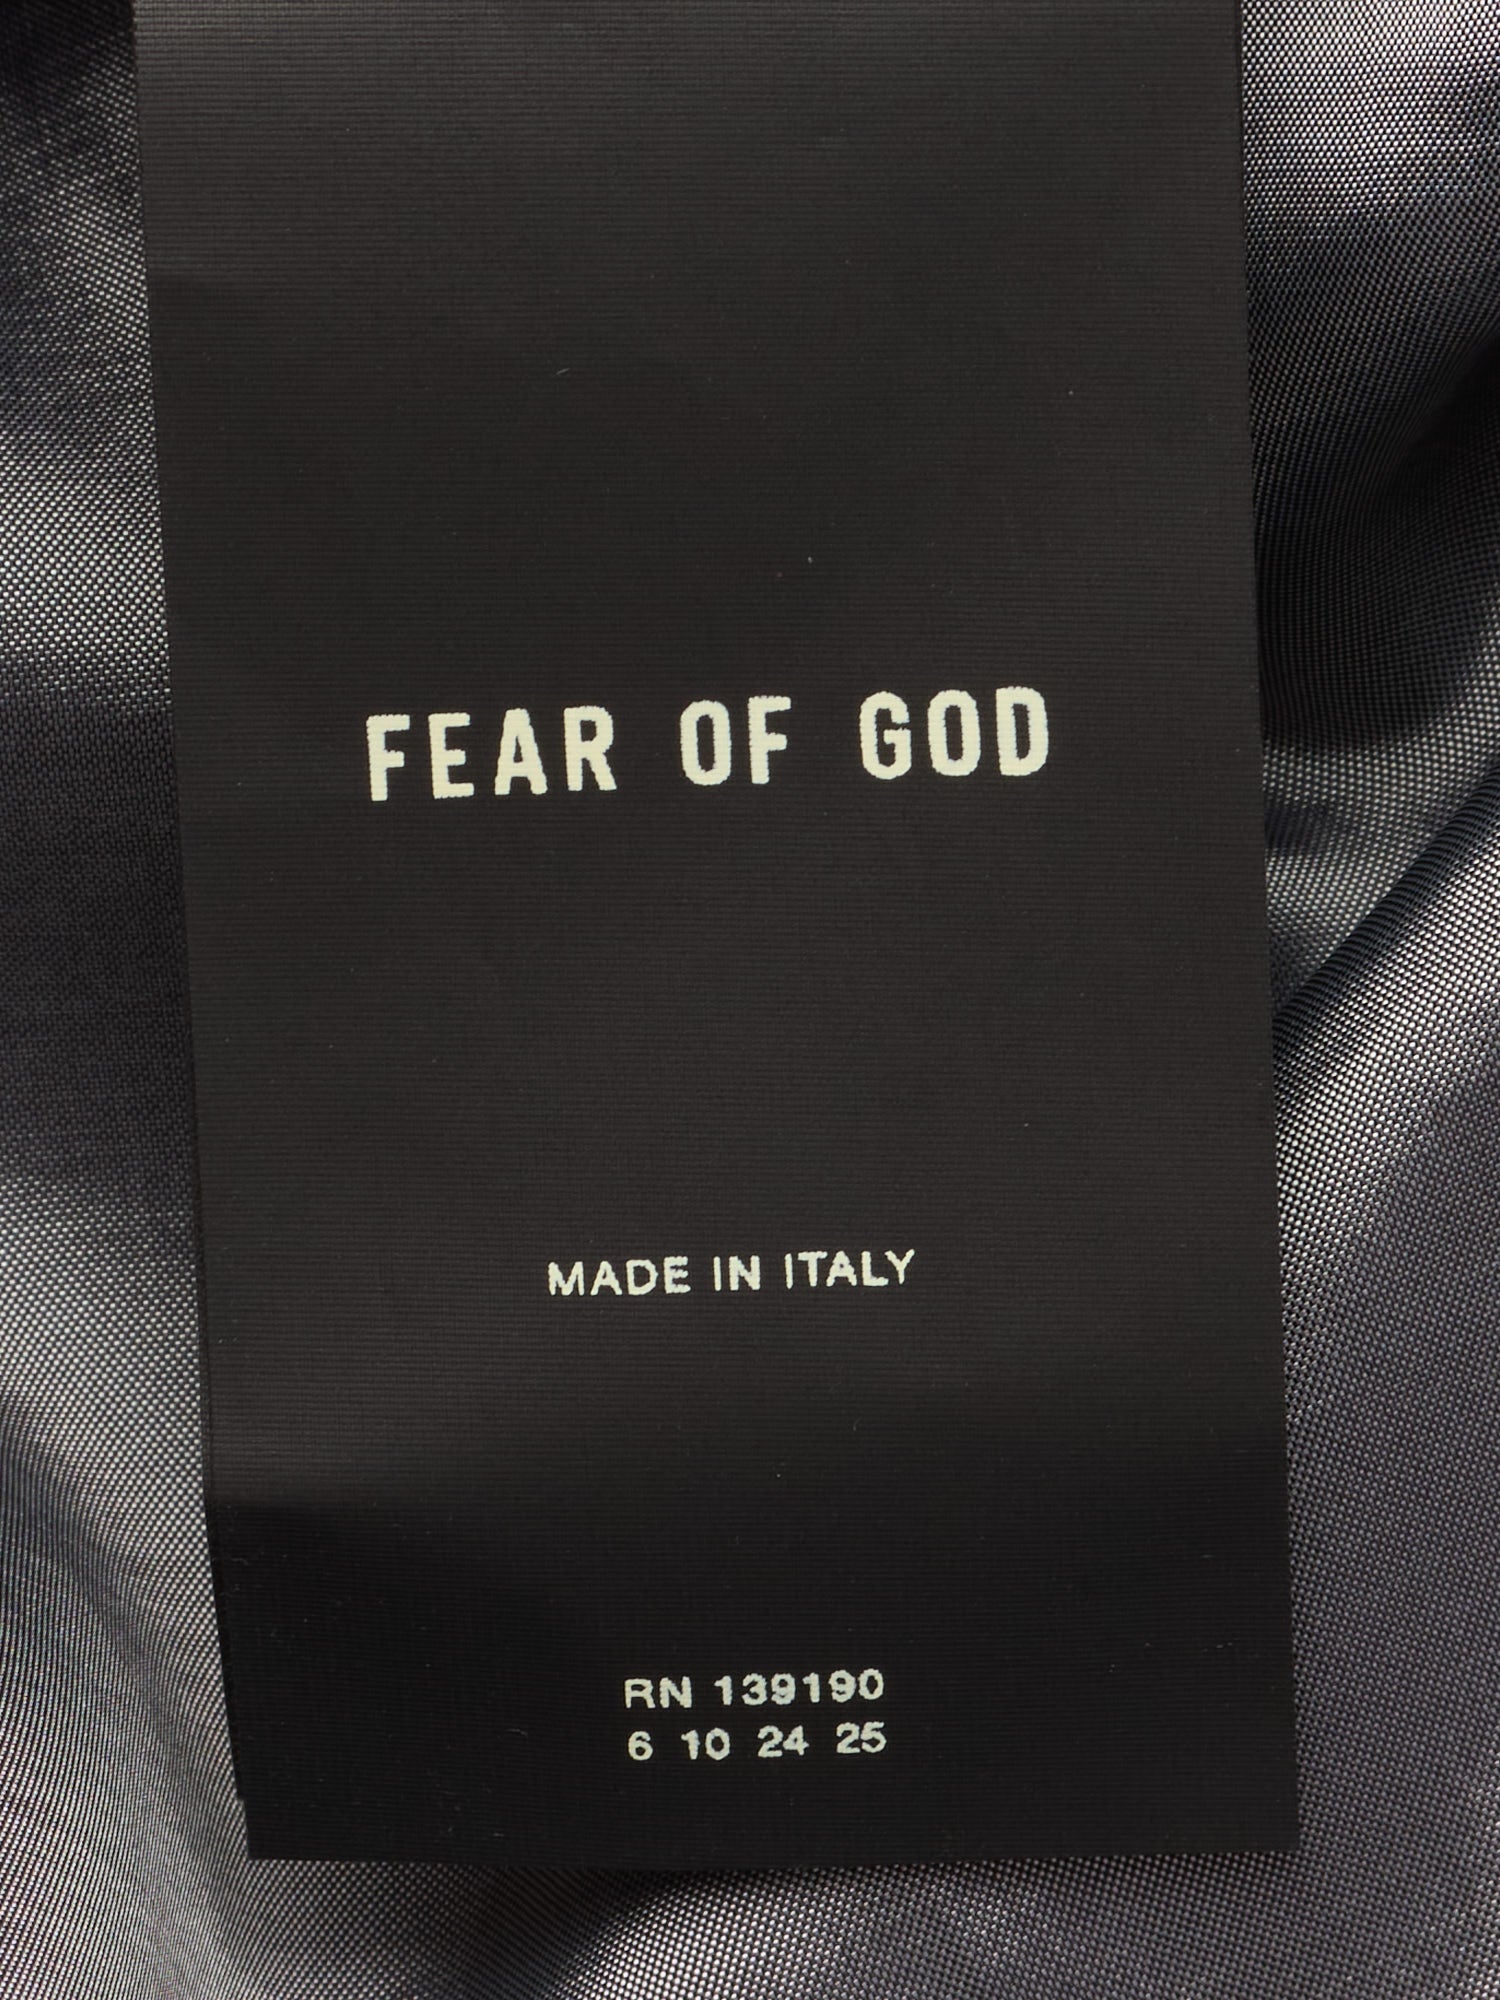 FEAR OF GOD
MADE IN ITALY
RN 139190
6 10 24 25